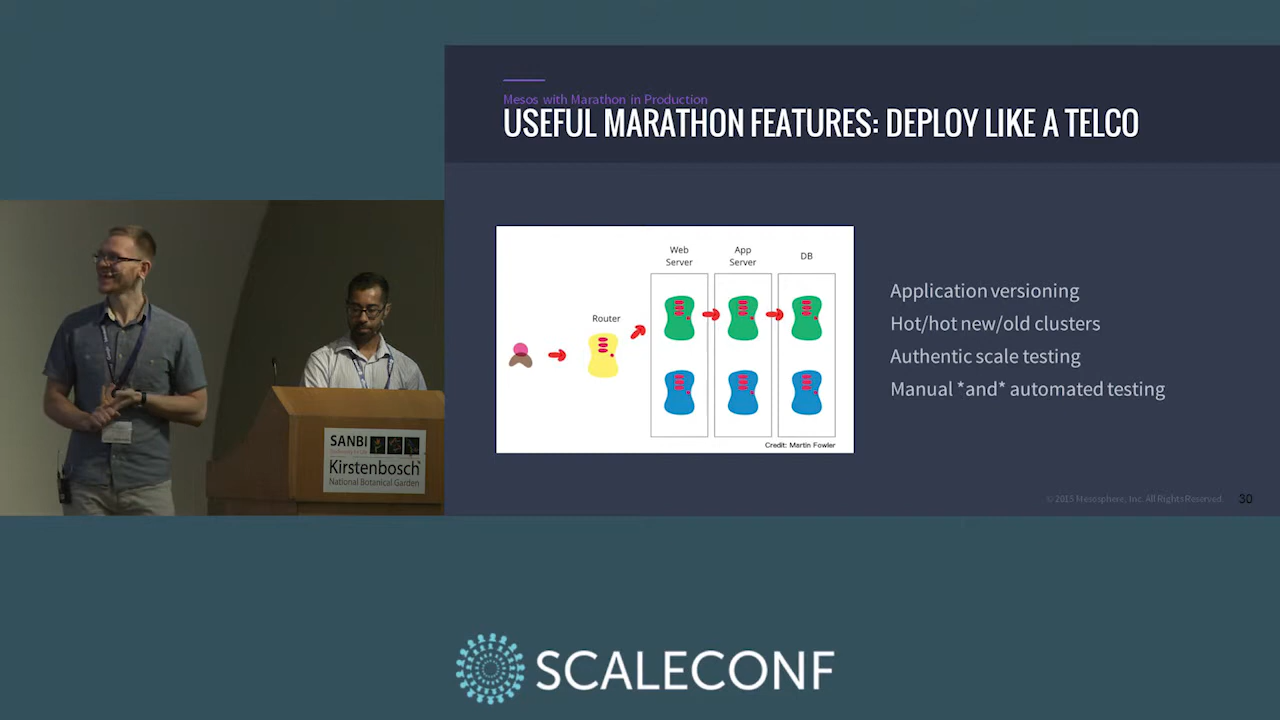 Mesos with Marathon in Production
USEFUL MARATHON FEATURES: DEPLOY LIKE A TELCO
Web
Server
App
Server
DB
Router
Credit: Martin Fowler
Application versioning
Hot/hot new/old clusters
Authentic scale testing
Manual *and* automated testing
© 2015 Mesosphere, Inc. All Rights Reserved.
30
SANBI
Kirstenbosch
National Botanical Garden
SCALECONF